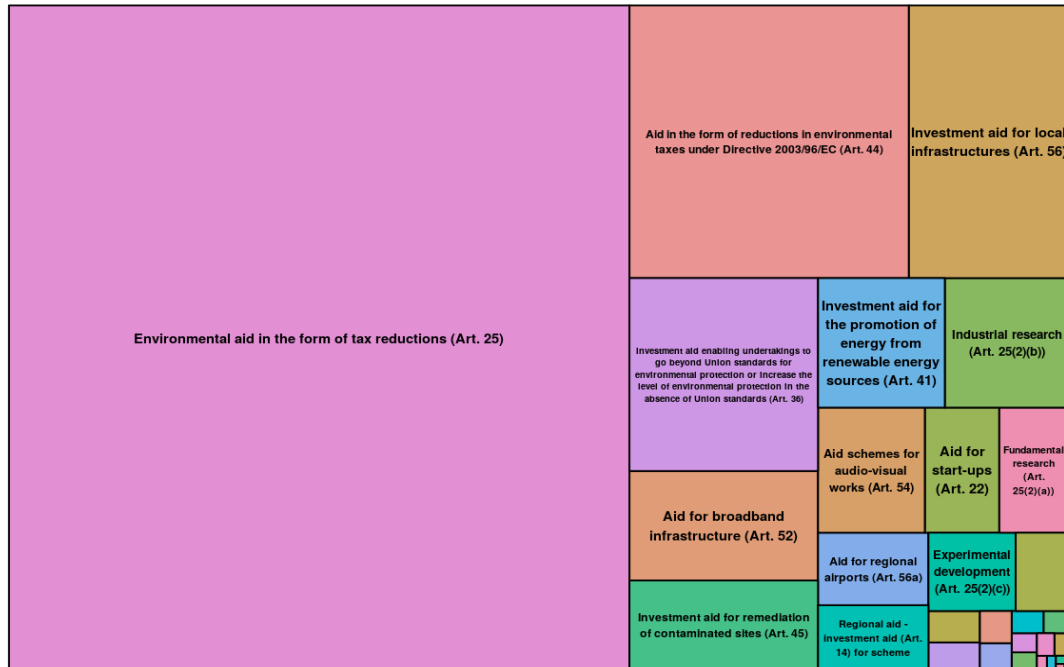 Environmental aid in the form of tax reductions (Art. 25)
Aid in the form of reductions in environmental
taxes under Directive 2003/96/EC (Art. 44)
Investment aid for local
infrastructures (Art. 56)
Investment aid enabling undertakings to
go beyond Union standards for
environmental protection or increase the
level of environmental protection in the
absence of Union standards (Art. 36)
Investment aid for
the promotion of
energy from
renewable energy
sources (Art. 41)
Industrial research
(Art. 25(2)(b))
Aid schemes for
audio-visual
works (Art. 54)
Aid for
start-ups
(Art. 22)
Fundamental
research
(Art.
25(2)(a))
Aid for broadband
infrastructure (Art. 52)
Aid for regional
airports (Art. 56a)
Experimental
development
(Art. 25(2)(c))
Investment aid for remediation
of contaminated sites (Art. 45)
Regional aid -
investment aid (Art.
14) for scheme